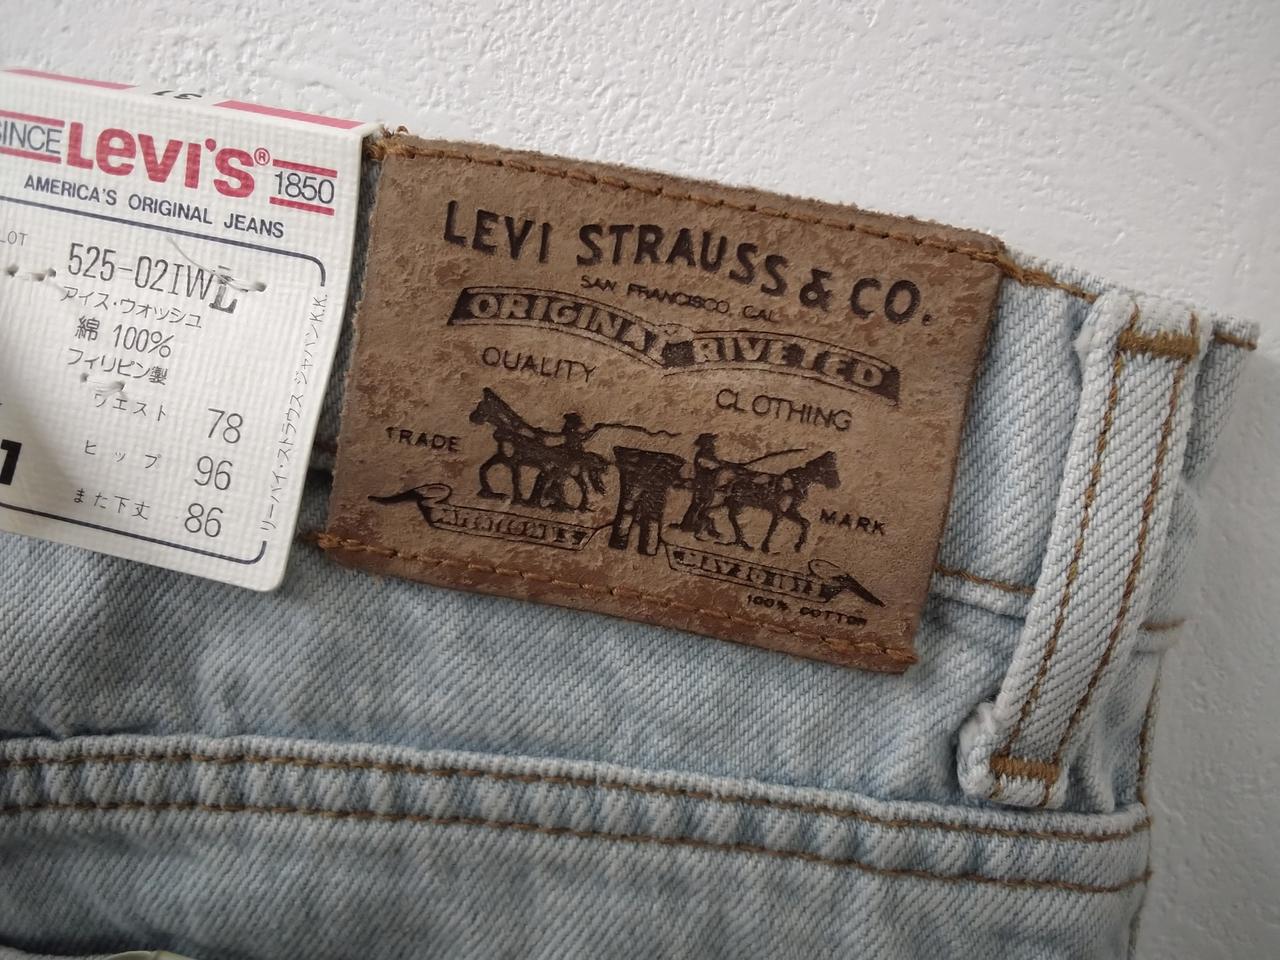 31
SINCE Levi's® 1850
AMERICA'S ORIGINAL JEANS
LOT
525-02IWL
アイス・ウオッシュ
綿 100%
フィリピン製
ウエスト 78
ヒップ 96
また下丈 86
リーバイ・ストラウス ジャパン K.K.
LEVI STRAUSS & CO.
SAN FRANCISCO, CAL
ORIGINAL RIVETED
QUALITY CLOTHING
TRADE MARK
100% COTTON